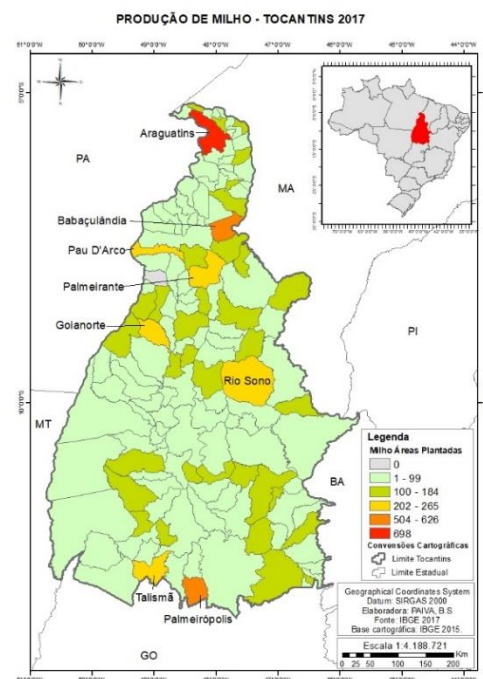 PRODUÇÃO DE MILHO - TOCANTINS 2017
PA
MA
Araguatins
Babaçulândia
Pau D'Arco
Palmeirante
Goianorte
PI
Rio Sono
MT
BA
Talismã
Palmeirópolis
GO
Legenda
Milho Áreas Plantadas
0
1 - 99
100 - 184
202 - 265
504 - 626
698
Convensões Cartográficas
Limite Tocantins
Limite Estadual
Geographical Coordinates System
Datum: SIRGAS 2000
Elaboradora: PAIVA, B.S
Fonte: IBGE 2017
Base cartográfica: IBGE 2015.
Escala 1:4.188.721
0 25 50 100 150 200 Km